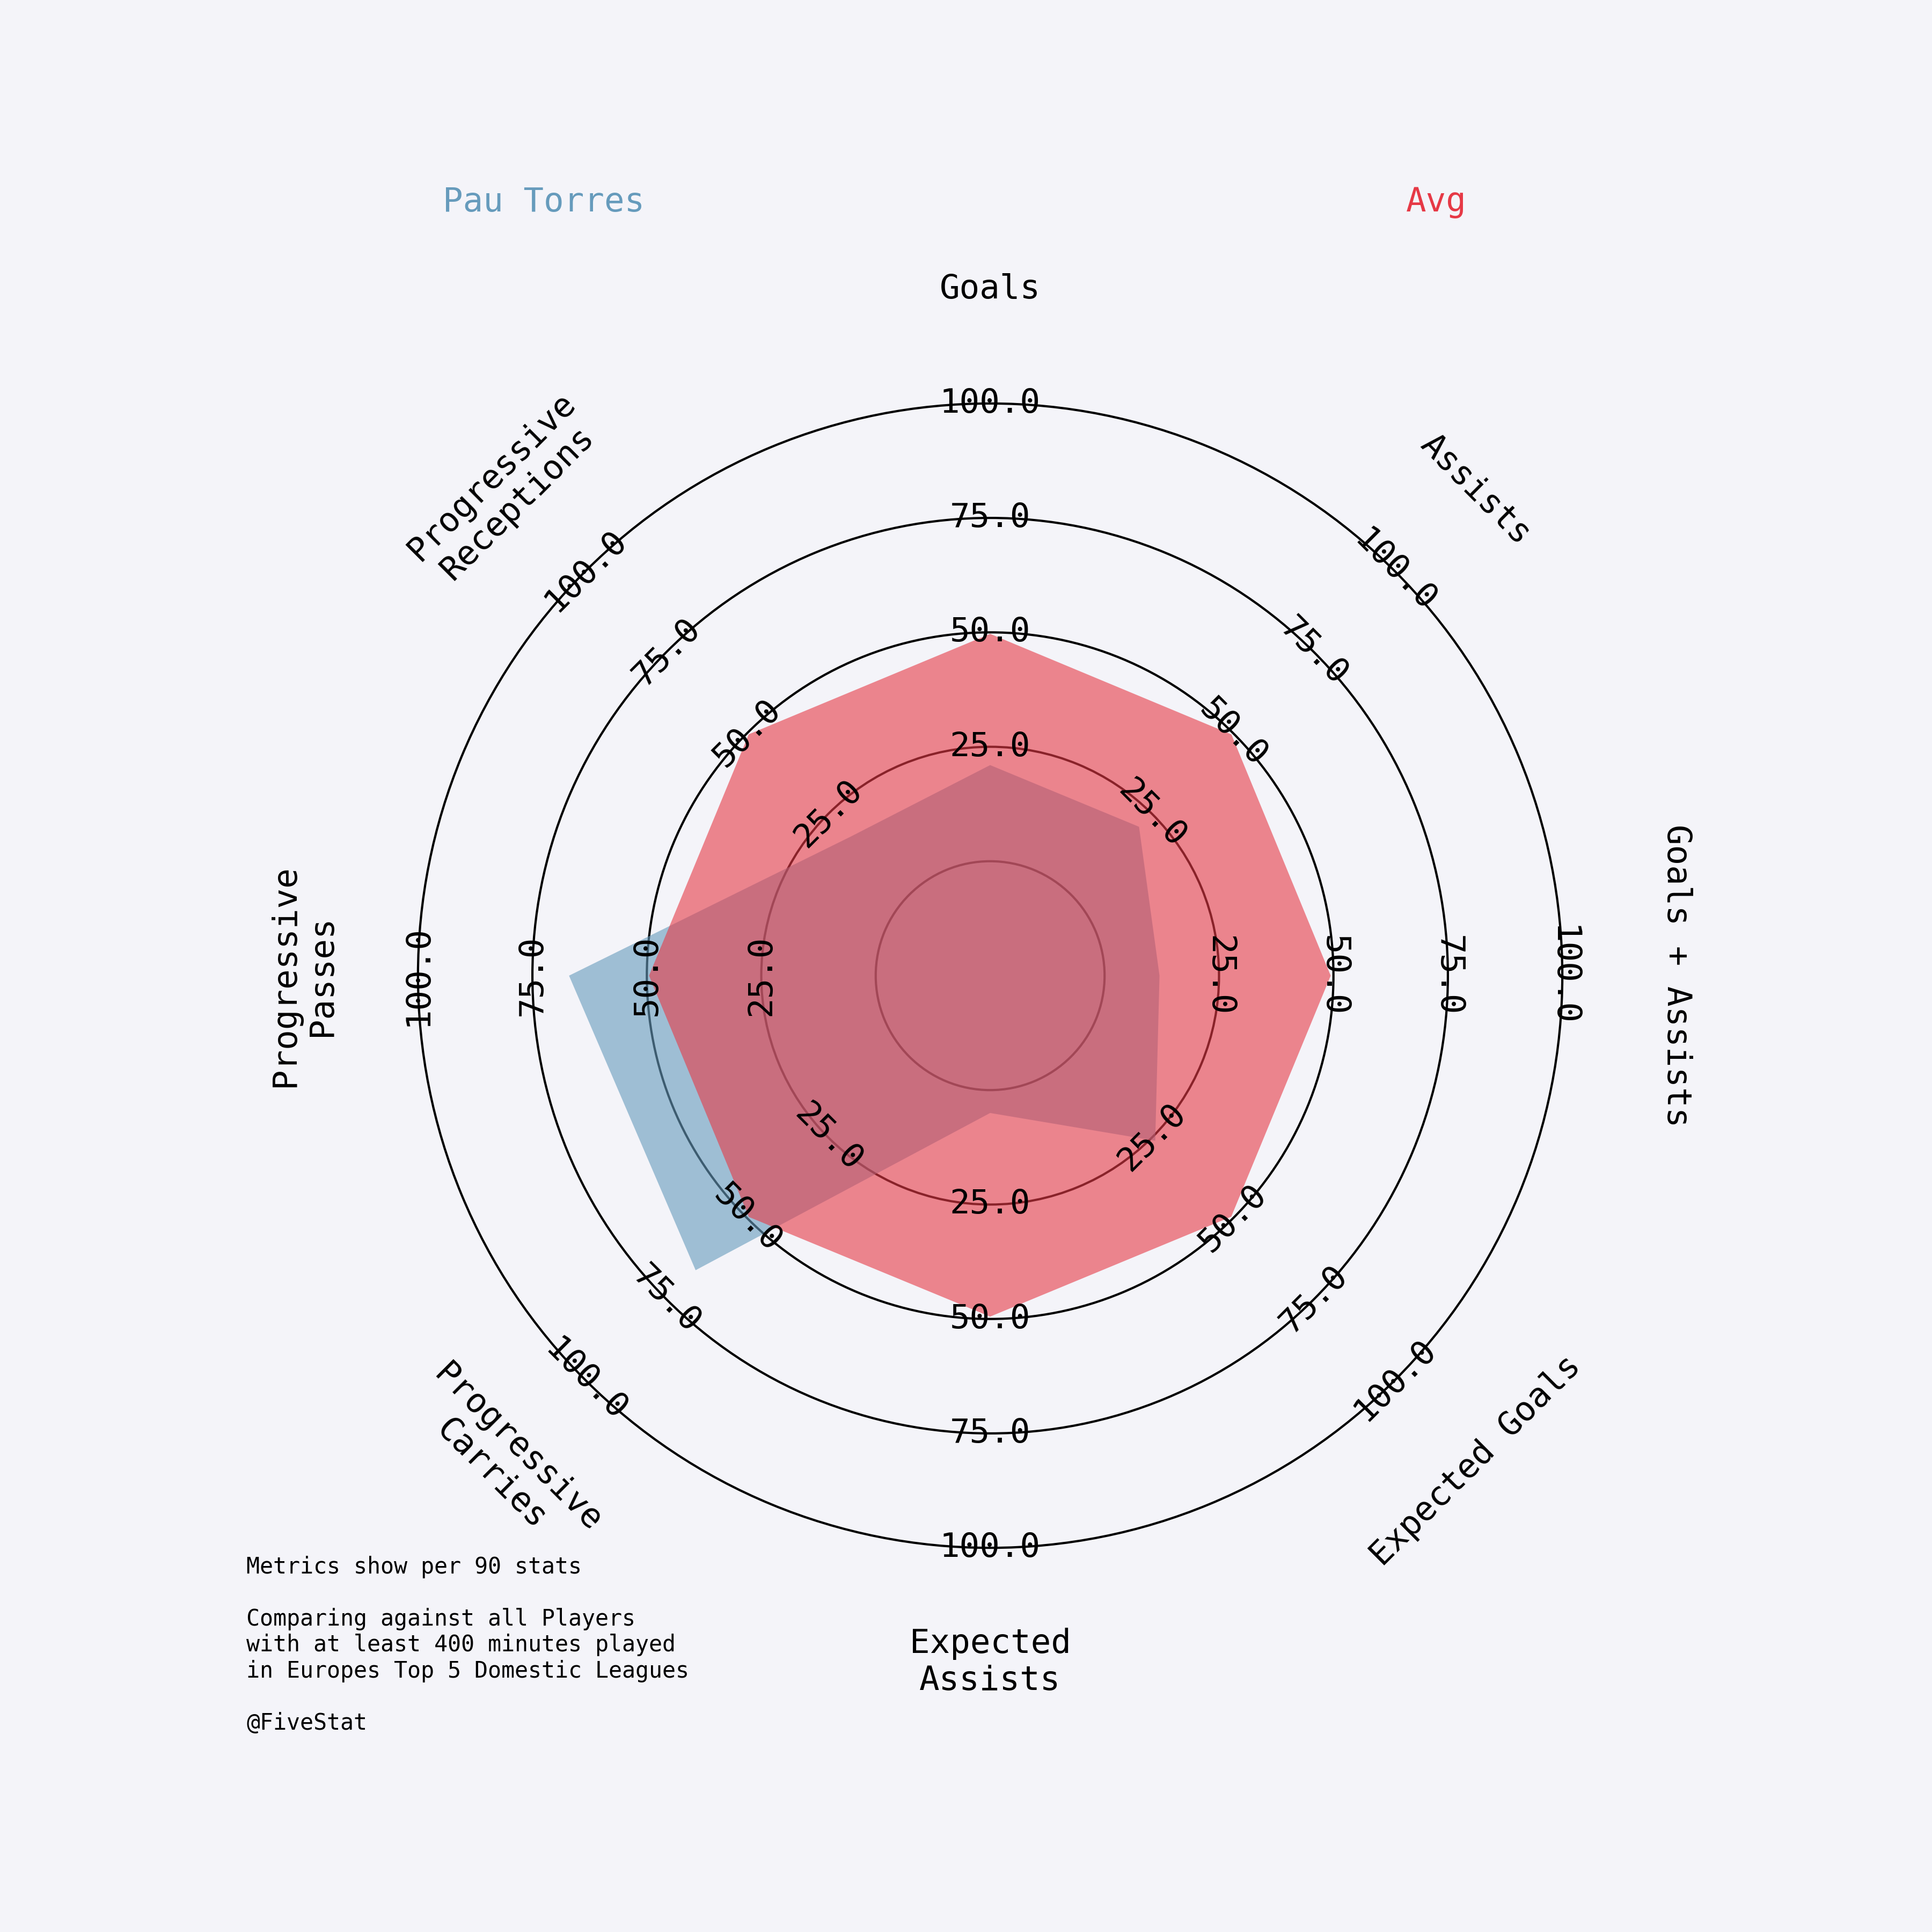 Pau Torres
Avg
Goals
Assists
Goals + Assists
Expected Goals
Expected
Assists
Progressive
Carries
Progressive
Passes
Progressive
Receptions
25.0
50.0
75.0
100.0
25.0
50.0
75.0
100.0
25.0
50.0
75.0
100.0
25.0
50.0
75.0
100.0
25.0
50.0
75.0
100.0
25.0
50.0
75.0
100.0
25.0
50.0
75.0
100.0
25.0
50.0
75.0
100.0
Metrics show per 90 stats
Comparing against all Players
with at least 400 minutes played
in Europes Top 5 Domestic Leagues
@FiveStat